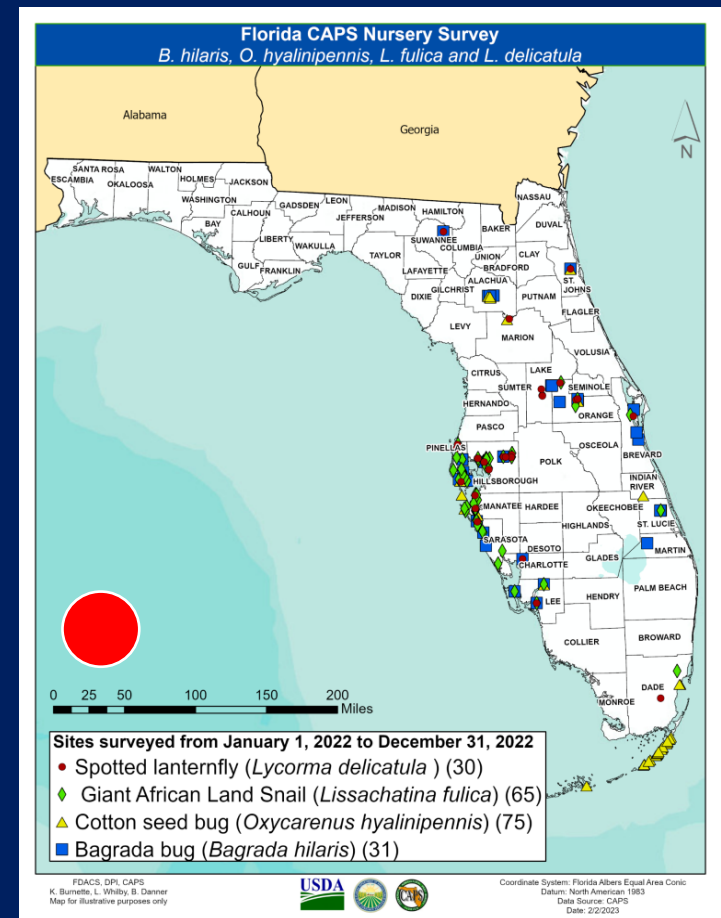 Florida CAPS Nursery Survey
B. hilaris, O. hyalinipennis, L. fulica and L. delicatula
Alabama
Georgia
N
SANTA ROSA
WALTON
HOLMES
JACKSON
ESCAMBIA
OKALOOSA
WASHINGTON
BAY
CALHOUN
GADSDEN
LEON
JEFFERSON
MADISON
HAMILTON
NASSAU
DUVAL
BAKER
SUWANNEE
COLUMBIA
LIBERTY
WAKULLA
TAYLOR
UNION
BRADFORD
CLAY
GULF
FRANKLIN
LAFAYETTE
GILCHRIST
ALACHUA
PUTNAM
ST.
JOHNS
DIXIE
FLAGLER
LEVY
MARION
VOLUSIA
CITRUS
SUMTER
LAKE
SEMINOLE
HERNANDO
ORANGE
PASCO
OSCEOLA
BREVARD
PINELLAS
POLK
HILLSBOROUGH
INDIAN
RIVER
MANATEE
HARDEE
OKEECHOBEE
ST. LUCIE
HIGHLANDS
SARASOTA
DESOTO
MARTIN
CHARLOTTE
GLADES
LEE
HENDRY
PALM BEACH
COLLIER
BROWARD
DADE
MONROE
0 25 50 100 150 200
Miles
Sites surveyed from January 1, 2022 to December 31, 2022
Spotted lanternfly (Lycorma delicatula ) (30)
Giant African Land Snail (Lissachatina fulica) (65)
Cotton seed bug (Oxycarenus hyalinipennis) (75)
Bagrada bug (Bagrada hilaris) (31)
FDACS, DPI, CAPS
K. Burnette, L. Whilby, B. Danner
Map for illustrative purposes only
USDA
CAPS
Coordinate System: Florida Albers Equal Area Conic
Datum: North American 1983
Data Source: CAPS
Date: 2/2/2023